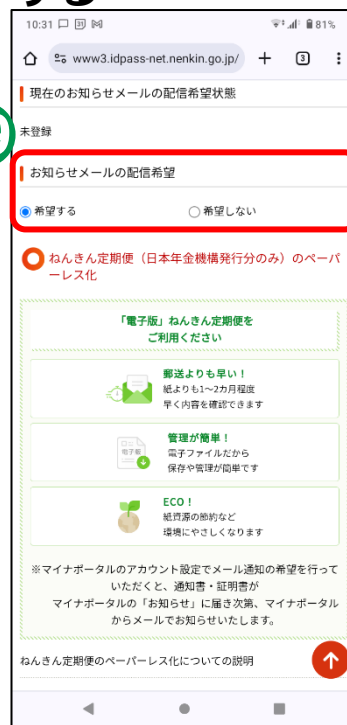 する
10:31 31 81%
www3.idpass-net.nenkin.go.jp/ 3
現在のお知らせメールの配信希望状態
未登録
お知らせメールの配信希望
希望する 希望しない
ねんきん定期便（日本年金機構発行分のみ）のペーパ
ーレス化
「電子版」ねんきん定期便を
ご利用ください
郵送よりも早い！
紙よりも1〜2カ月程度
早く内容を確認できます
電子版
管理が簡単！
電子ファイルだから
保存や管理が簡単です
ECO！
紙資源の節約など
環境にやさしくなります
※マイナポータルのアカウント設定でメール通知の希望を行って
いただくと、通知書・証明書が
マイナポータルの「お知らせ」に届き次第、マイナポータル
からメールでお知らせいたします。
ねんきん定期便のペーパーレス化についての説明